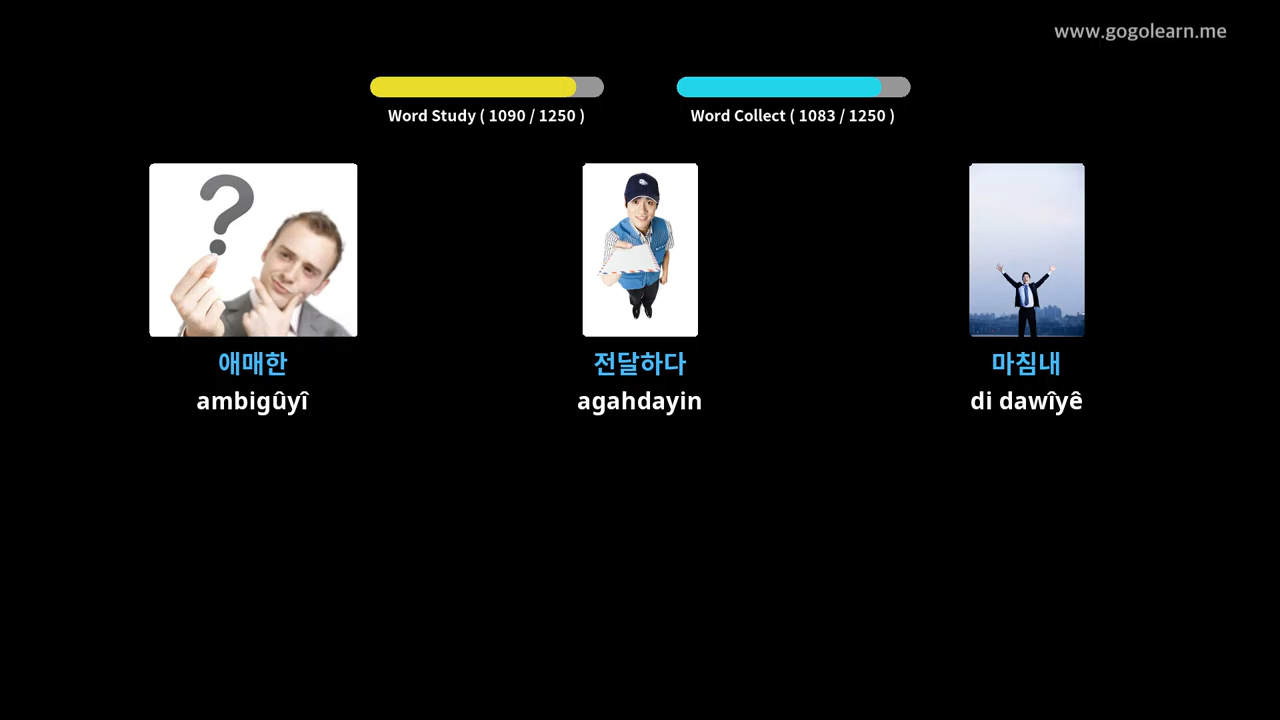 www.gogolearn.me
Word Study ( 1090 / 1250 )
Word Collect ( 1083 / 1250 )
애매한
전달하다
마침내
ambigûyî
agahdayin
di dawîyê